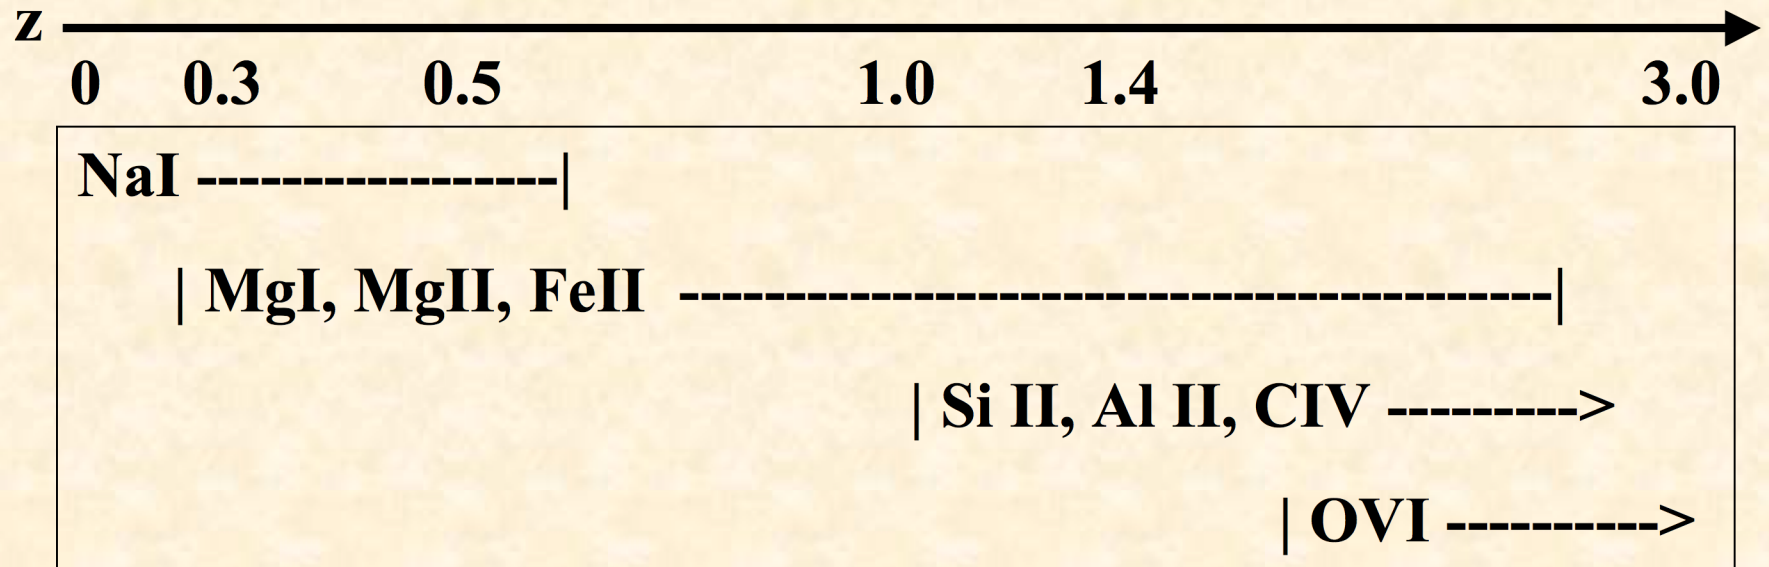 z
0 0.3 0.5 1.0 1.4 3.0
NaI -----------------|
| MgI, MgII, FeII -----------------------------------------|
| Si II, Al II, CIV --------->
| OVI ---------->